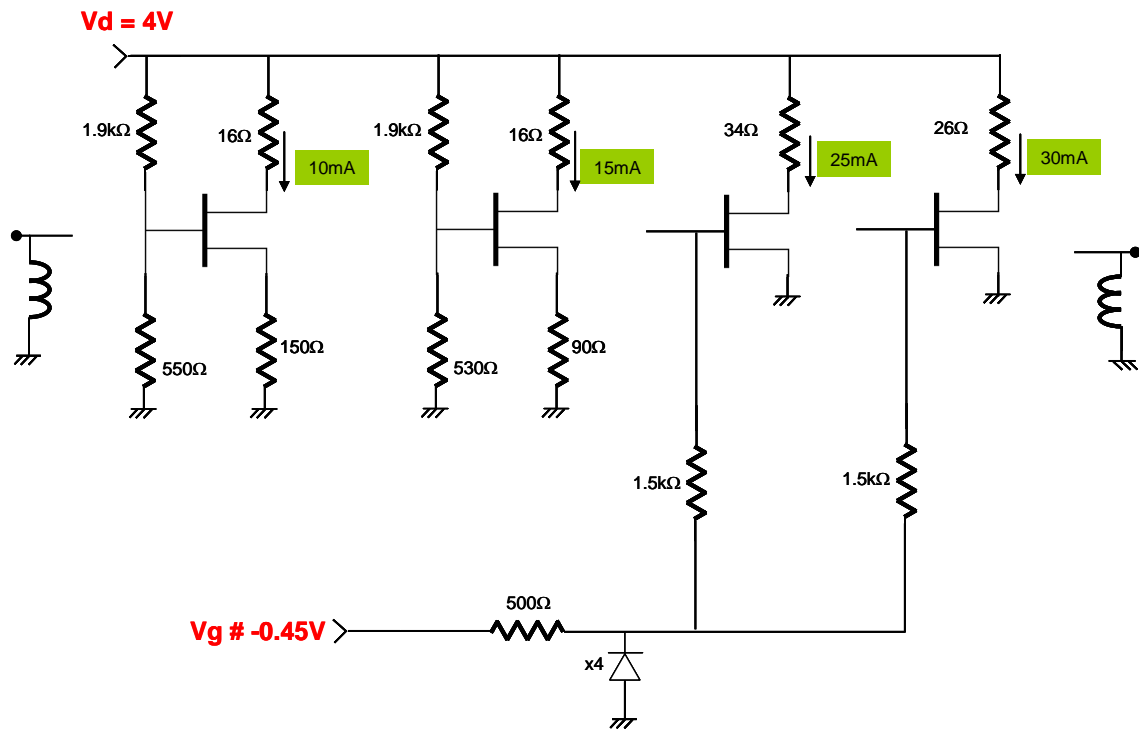 Vd = 4V
1.9kΩ
16Ω
10mA
1.9kΩ
16Ω
15mA
34Ω
25mA
26Ω
30mA
550Ω
150Ω
530Ω
90Ω
1.5kΩ
1.5kΩ
500Ω
Vg # -0.45V
x4